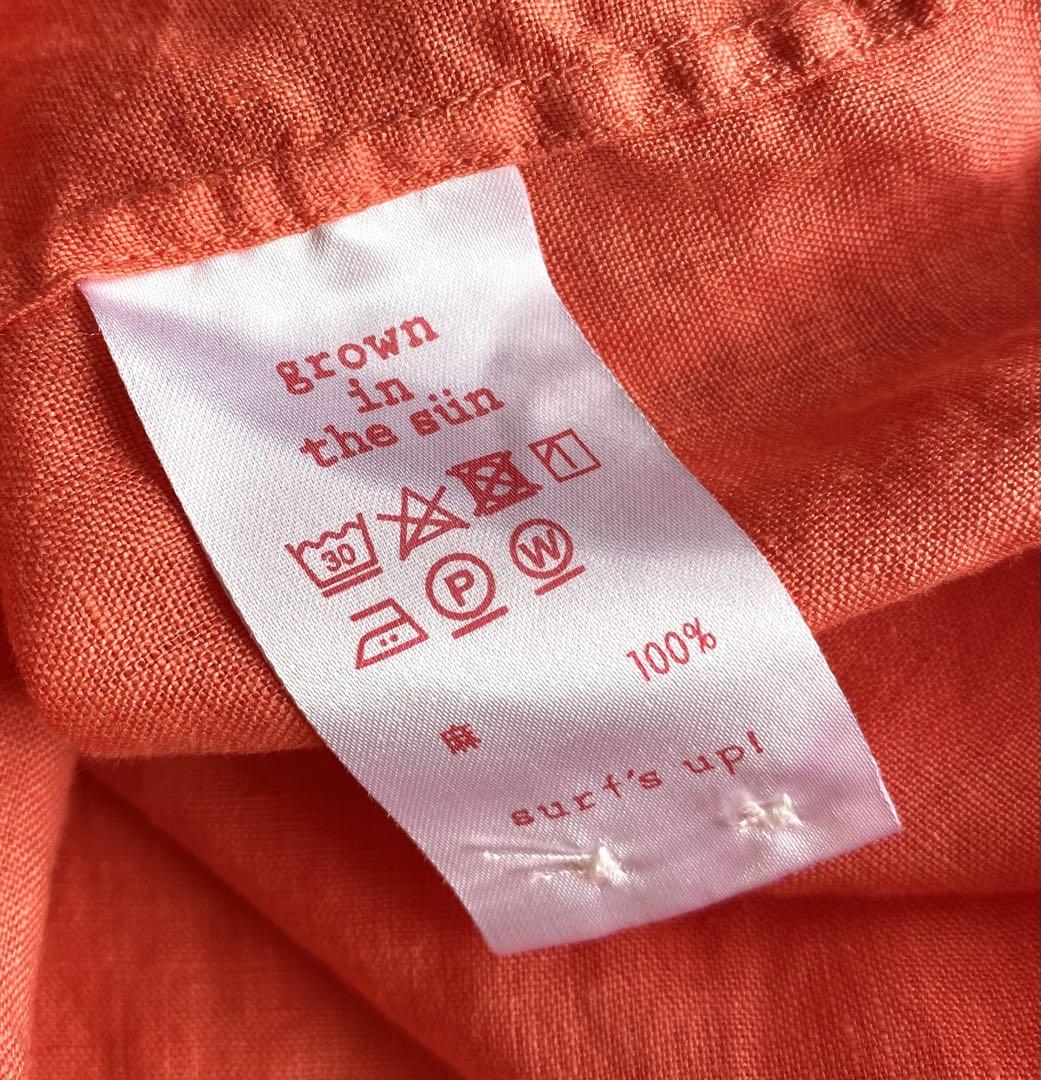 grown
in
the sün
30
P W
麻 100%
surf's up!